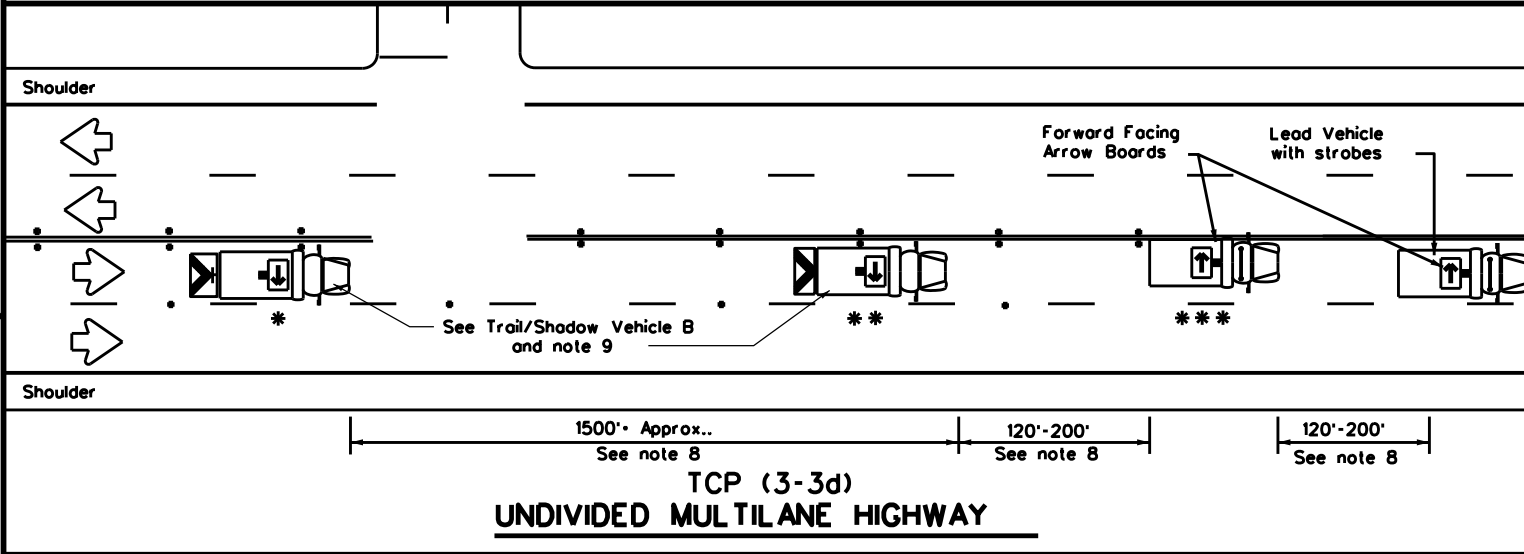 Shoulder
Forward Facing
Arrow Boards
Lead Vehicle
with strobes
*
* *
* * *
See Trail/Shadow Vehicle B
and note 9
Shoulder
1500'· Approx..
See note 8
120'-200'
See note 8
120'-200'
See note 8
TCP (3-3d)
UNDIVIDED MULTILANE HIGHWAY